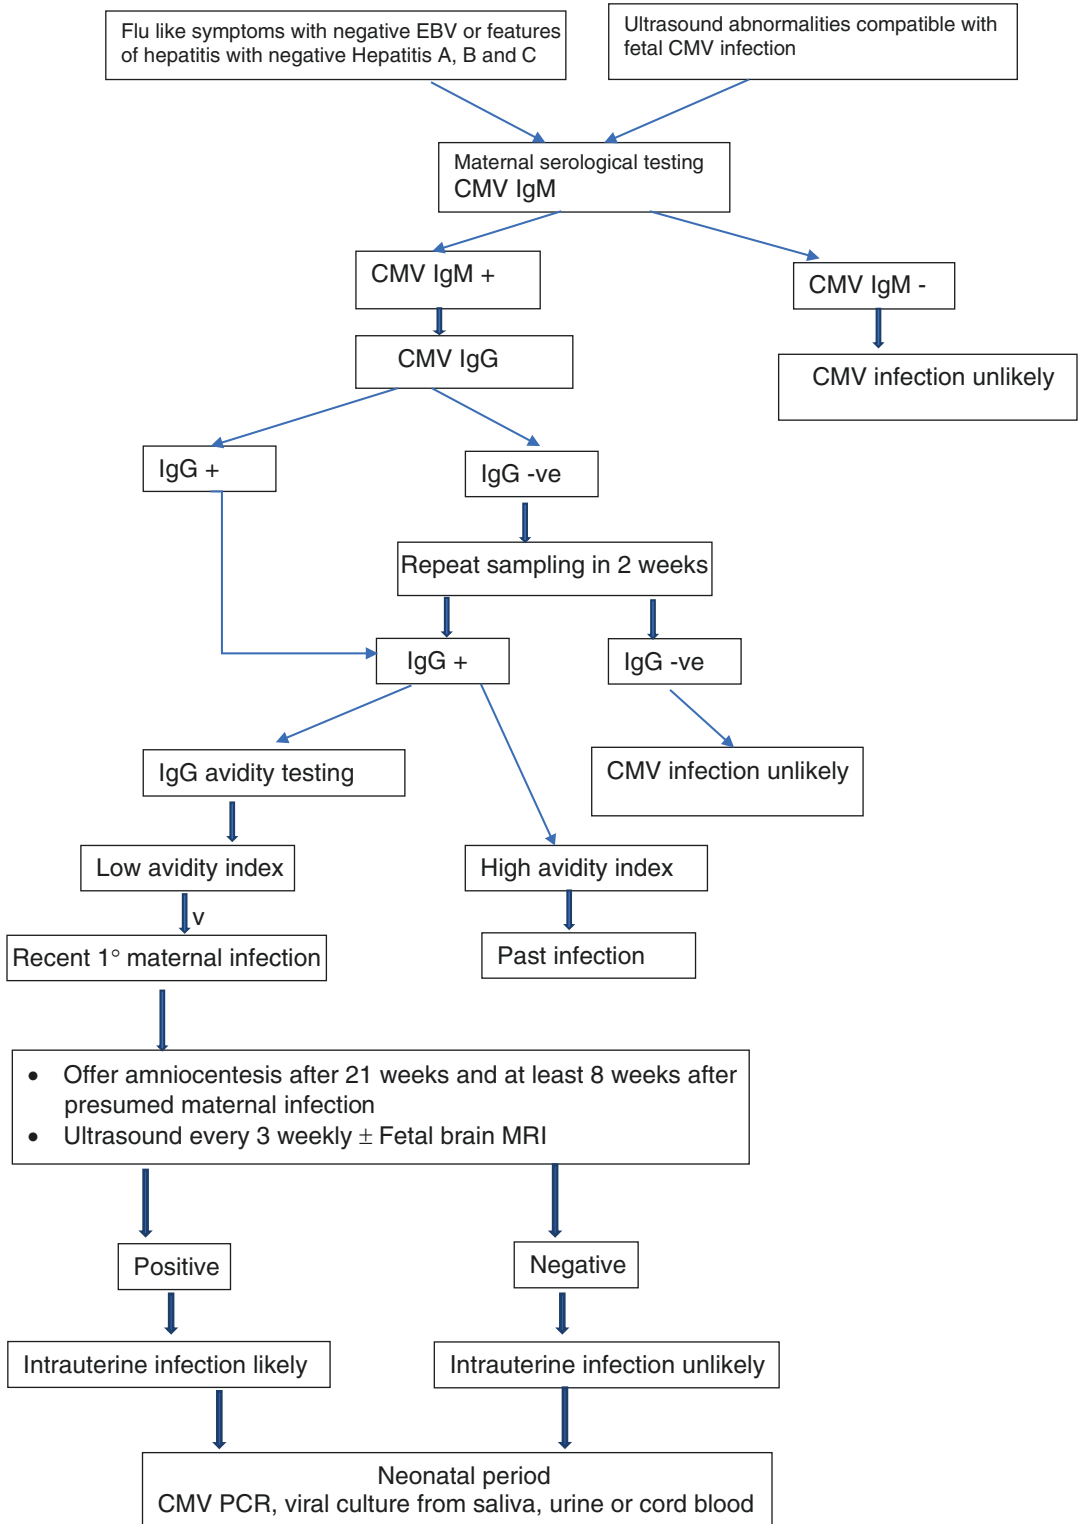 Flu like symptoms with negative EBV or features
of hepatitis with negative Hepatitis A, B and C
Ultrasound abnormalities compatible with
fetal CMV infection
Maternal serological testing
CMV IgM
CMV IgM +
CMV IgM -
CMV IgG
CMV infection unlikely
IgG +
IgG -ve
Repeat sampling in 2 weeks
IgG +
IgG -ve
IgG avidity testing
CMV infection unlikely
Low avidity index
High avidity index
v
Recent 1° maternal infection
Past infection
• Offer amniocentesis after 21 weeks and at least 8 weeks after
presumed maternal infection
• Ultrasound every 3 weekly ± Fetal brain MRI
Positive
Negative
Intrauterine infection likely
Intrauterine infection unlikely
Neonatal period
CMV PCR, viral culture from saliva, urine or cord blood